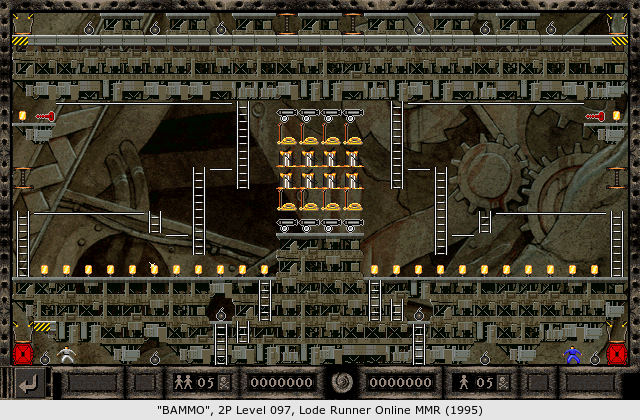 05 0000000 0000000 05
"BAMMO", 2P Level 097, Lode Runner Online MMR (1995)